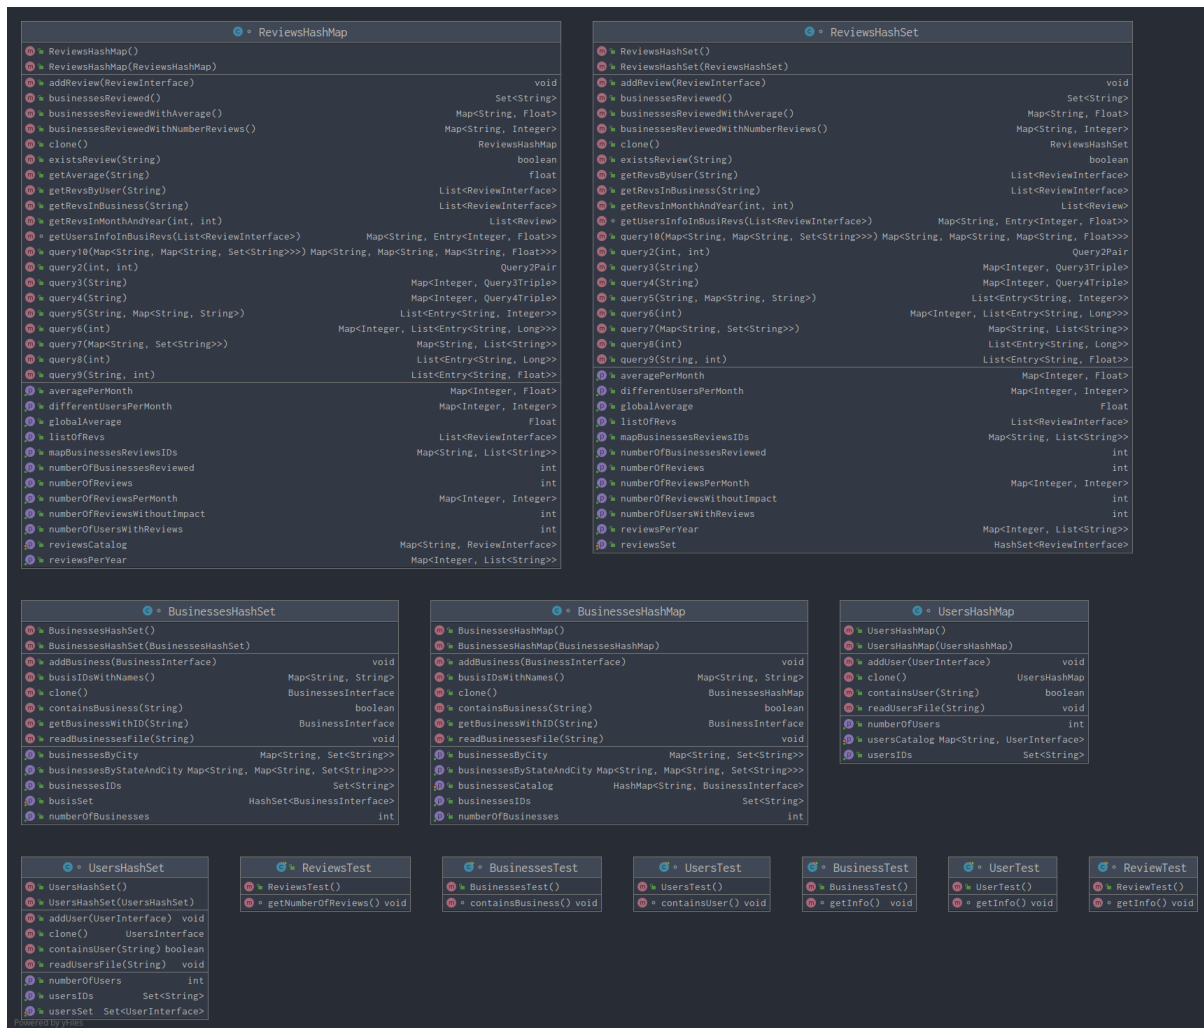 ReviewsHashMap
ReviewsHashMap()
ReviewsHashMap(ReviewsHashMap)
addReview(ReviewInterface) void
businessesReviewed() Set<String>
businessesReviewedWithAverage() Map<String, Float>
businessesReviewedWithNumberReviews() Map<String, Integer>
clone() ReviewsHashMap
existsReview(String) boolean
getAverage(String) float
getRevsByUser(String) List<ReviewInterface>
getRevsInBusiness(String) List<ReviewInterface>
getRevsInMonthAndYear(int, int) List<Review>
getUsersInfoInBusiRevs(List<ReviewInterface>) Map<String, Entry<Integer, Float>>
query10(Map<String, Map<String, Set<String>>>) Map<String, Map<String, Map<String, Float>>>
query2(int, int) Query2Pair
query3(String) Map<Integer, Query3Triple>
query4(String) Map<Integer, Query4Triple>
query5(String, Map<String, String>) List<Entry<String, Integer>>
query6(int) Map<Integer, List<Entry<String, Long>>>
query7(Map<String, Set<String>>) Map<String, List<String>>
query8(int) List<Entry<String, Long>>
query9(String, int) List<Entry<String, Float>>
averagePerMonth Map<Integer, Float>
differentUsersPerMonth Map<Integer, Integer>
globalAverage Float
listOfRevs List<ReviewInterface>
mapBusinessesReviewsIDs Map<String, List<String>>
numberOfBusinessesReviewed int
numberOfReviews int
numberOfReviewsPerMonth Map<Integer, Integer>
numberOfReviewsWithoutImpact int
numberOfUsersWithReviews int
reviewsCatalog Map<String, ReviewInterface>
reviewsPerYear Map<Integer, List<String>>
ReviewsHashSet
ReviewsHashSet()
ReviewsHashSet(ReviewsHashSet)
addReview(ReviewInterface) void
businessesReviewed() Set<String>
businessesReviewedWithAverage() Map<String, Float>
businessesReviewedWithNumberReviews() Map<String, Integer>
clone() ReviewsHashSet
existsReview(String) boolean
getRevsByUser(String) List<ReviewInterface>
getRevsInBusiness(String) List<ReviewInterface>
getRevsInMonthAndYear(int, int) List<Review>
getUsersInfoInBusiRevs(List<ReviewInterface>) Map<String, Entry<Integer, Float>>
query10(Map<String, Map<String, Set<String>>>) Map<String, Map<String, Map<String, Float>>>
query2(int, int) Query2Pair
query3(String) Map<Integer, Query3Triple>
query4(String) Map<Integer, Query4Triple>
query5(String, Map<String, String>) List<Entry<String, Integer>>
query6(int) Map<Integer, List<Entry<String, Long>>>
query7(Map<String, Set<String>>) Map<String, List<String>>
query8(int) List<Entry<String, Long>>
query9(String, int) List<Entry<String, Float>>
averagePerMonth Map<Integer, Float>
differentUsersPerMonth Map<Integer, Integer>
globalAverage Float
listOfRevs List<ReviewInterface>
mapBusinessesReviewsIDs Map<String, List<String>>
numberOfBusinessesReviewed int
numberOfReviews int
numberOfReviewsPerMonth Map<Integer, Integer>
numberOfReviewsWithoutImpact int
numberOfUsersWithReviews int
reviewsPerYear Map<Integer, List<String>>
reviewsSet HashSet<ReviewInterface>
BusinessesHashSet
BusinessesHashSet()
BusinessesHashSet(BusinessesHashSet)
addBusiness(BusinessInterface) void
busisIDsWithNames() Map<String, String>
clone() BusinessesInterface
containsBusiness(String) boolean
getBusinessWithID(String) BusinessInterface
readBusinessesFile(String) void
businessesByCity Map<String, Set<String>>
businessesByStateAndCity Map<String, Map<String, Set<String>>>
businessesIDs Set<String>
busisSet HashSet<BusinessInterface>
numberOfBusinesses int
BusinessesHashMap
BusinessesHashMap()
BusinessesHashMap(BusinessesHashMap)
addBusiness(BusinessInterface) void
busisIDsWithNames() Map<String, String>
clone() BusinessesHashMap
containsBusiness(String) boolean
getBusinessWithID(String) BusinessInterface
readBusinessesFile(String) void
businessesByCity Map<String, Set<String>>
businessesByStateAndCity Map<String, Map<String, Set<String>>>
businessesCatalog HashMap<String, BusinessInterface>
businessesIDs Set<String>
numberOfBusinesses int
UsersHashMap
UsersHashMap()
UsersHashMap(UsersHashMap)
addUser(UserInterface) void
clone() UsersHashMap
containsUser(String) boolean
readUsersFile(String) void
numberOfUsers int
usersCatalog Map<String, UserInterface>
usersIDs Set<String>
UsersHashSet
UsersHashSet()
UsersHashSet(UsersHashSet)
addUser(UserInterface) void
clone() UsersInterface
containsUser(String) boolean
readUsersFile(String) void
numberOfUsers int
usersIDs Set<String>
usersSet Set<UserInterface>
ReviewsTest
ReviewsTest()
getNumberOfReviews() void
BusinessesTest
BusinessesTest()
containsBusiness() void
UsersTest
UsersTest()
containsUser() void
BusinessTest
BusinessTest()
getInfo() void
UserTest
UserTest()
getInfo() void
ReviewTest
ReviewTest()
getInfo() void
Powered by yFiles